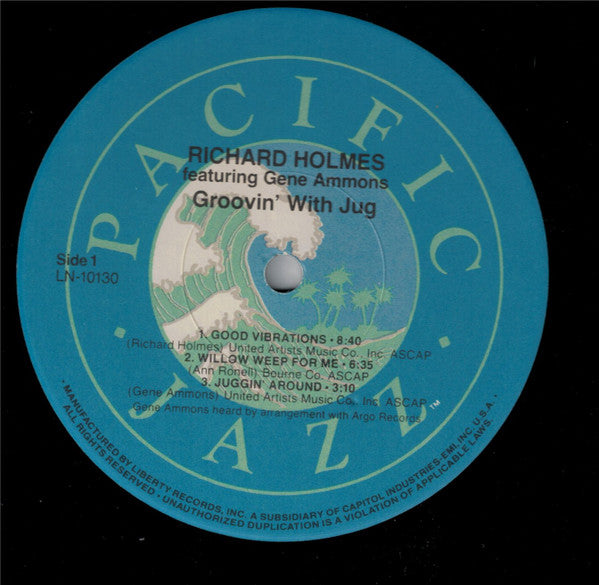 PACIFIC
JAZZ
RICHARD HOLMES
featuring Gene Ammons
Groovin' With Jug
Side 1
LN-10130
1. GOOD VIBRATIONS • 8:40
(Richard Holmes) United Artists Music Co., Inc. ASCAP
2. WILLOW WEEP FOR ME • 6:35
(Ann Ronell) Bourne Co. ASCAP
3. JUGGIN' AROUND • 3:10
(Gene Ammons) United Artists Music Co., Inc. ASCAP
Gene Ammons heard by arrangement with Argo Records
TM
• MANUFACTURED BY LIBERTY RECORDS, INC. A SUBSIDIARY OF CAPITOL INDUSTRIES-EMI, INC. U.S.A. •
ALL RIGHTS RESERVED • UNAUTHORIZED DUPLICATION IS A VIOLATION OF APPLICABLE LAWS.